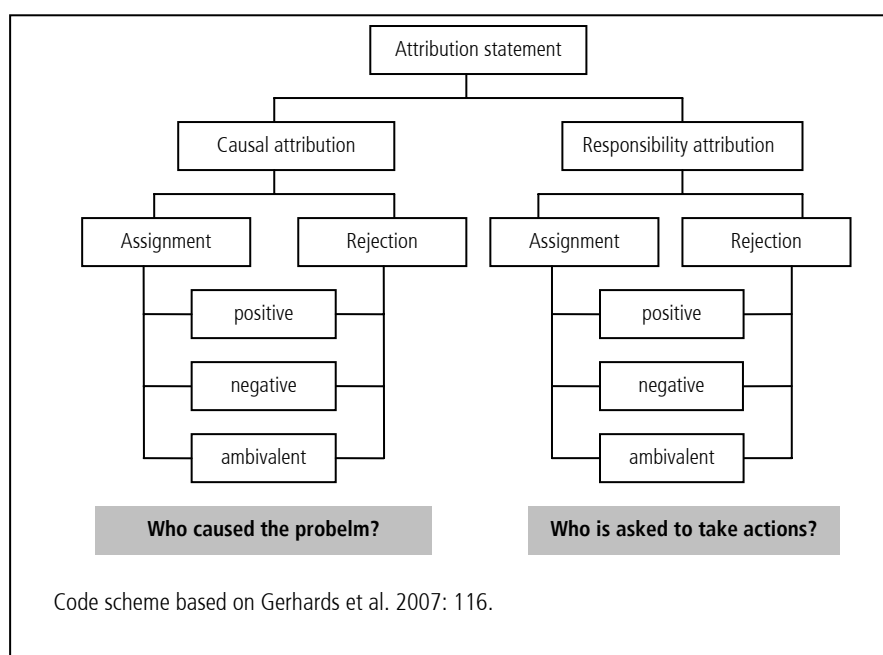 Attribution statement
Causal attribution
Responsibility attribution
Assignment
Rejection
Assignment
Rejection
positive
positive
negative
negative
ambivalent
ambivalent
Who caused the probelm?
Who is asked to take actions?
Code scheme based on Gerhards et al. 2007: 116.